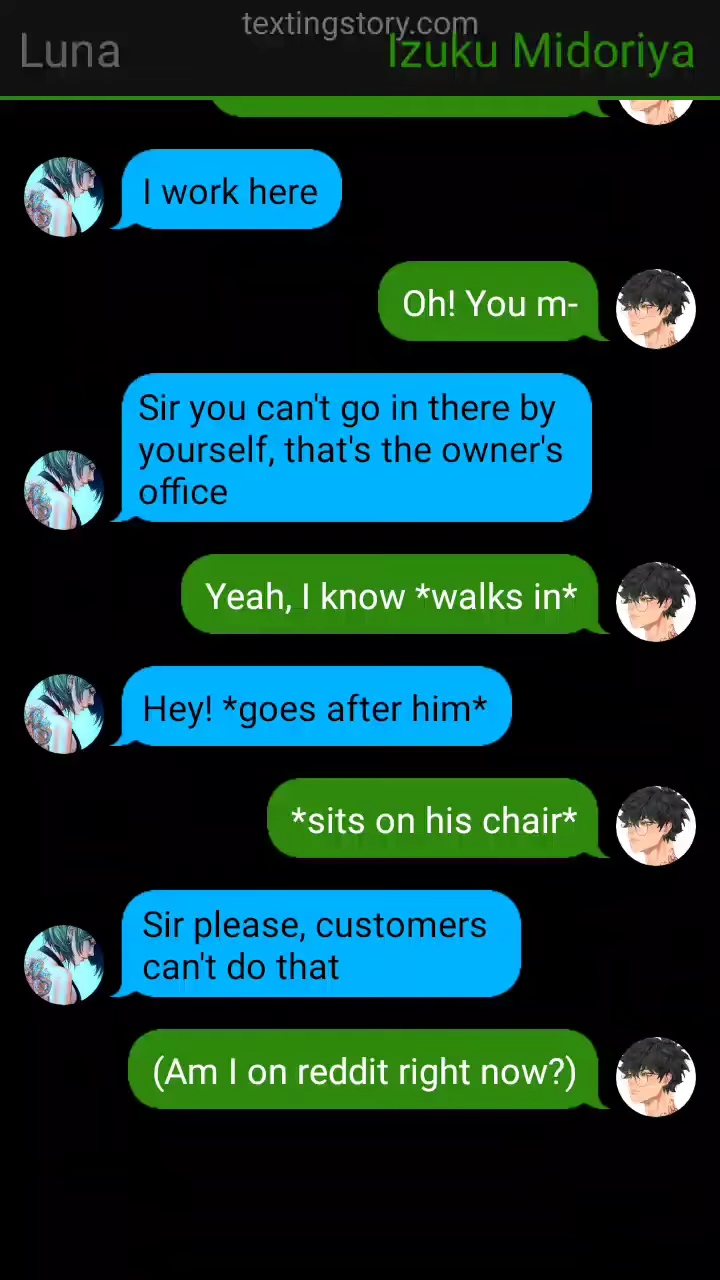 textingstory.com
Luna
Izuku Midoriya
I work here
Oh! You m-
Sir you can't go in there by
yourself, that's the owner's
office
Yeah, I know *walks in*
Hey! *goes after him*
*sits on his chair*
Sir please, customers
can't do that
(Am I on reddit right now?)